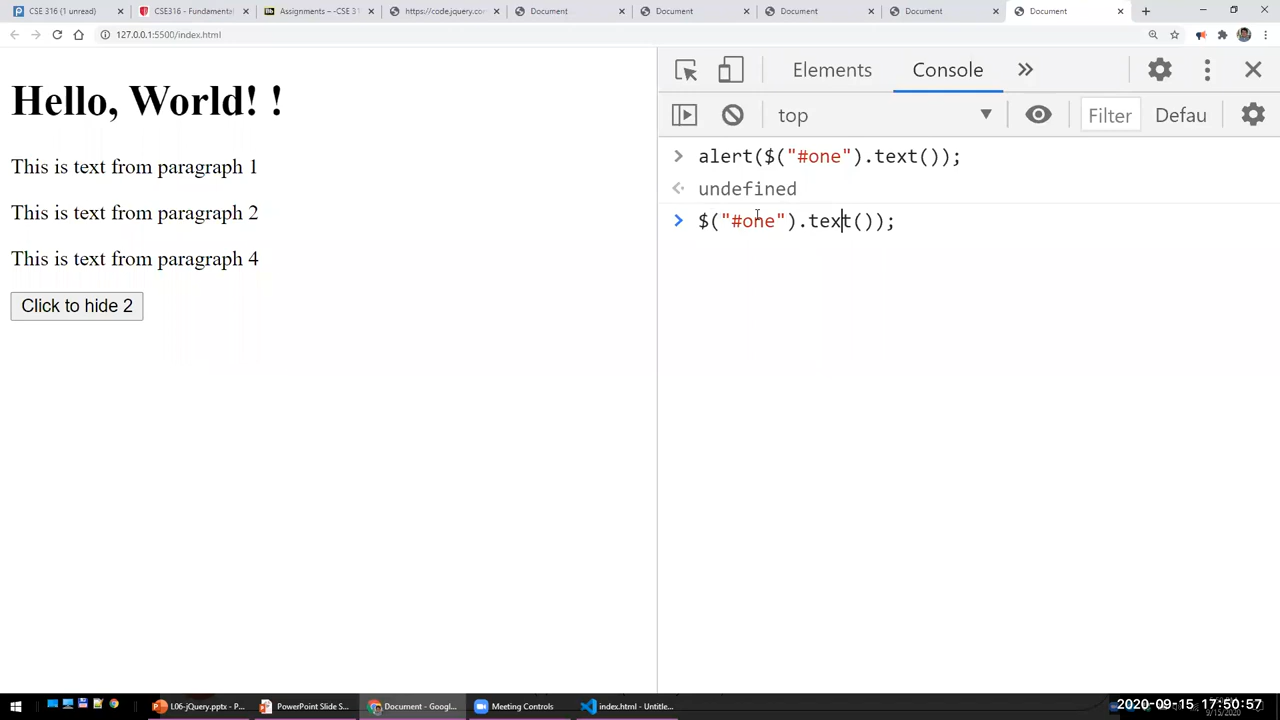 CSE 316 (1 unread)
CSE316 - Fundamental
Assignments – -CSE 31
https://code.jquery.com
Document
Document
Document
Document
Document
127.0.0.1:5500/index.html
Hello, World! !
This is text from paragraph 1
This is text from paragraph 2
This is text from paragraph 4
Click to hide 2
Elements
Console
top
Filter
Defau
alert($("#one").text());
undefined
$("#one").text());
L06-jQuery.pptx - P...
PowerPoint Slide S...
Document - Googl...
Meeting Controls
index.html - Untitle...
2020-09-15 17:50:57
9/15/2020